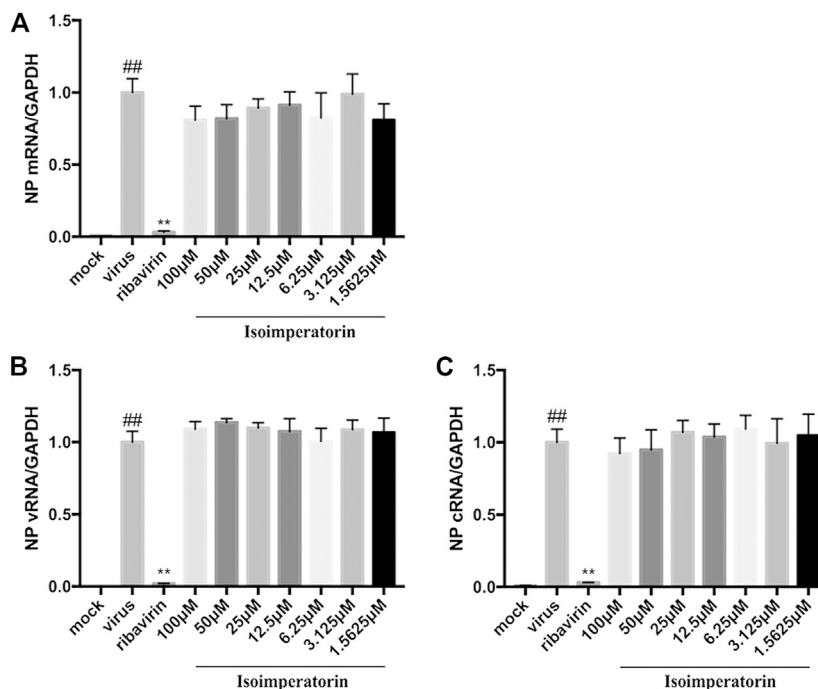 A
NP mRNA/GAPDH
1.5
1.0
0.5
0.0
##
**
mock
virus
ribavirin
100μM
50μM
25μM
12.5μM
6.25μM
3.125μM
1.5625μM
Isoimperatorin
B
NP vRNA/GAPDH
1.5
1.0
0.5
0.0
##
**
mock
virus
ribavirin
100μM
50μM
25μM
12.5μM
6.25μM
3.125μM
1.5625μM
Isoimperatorin
C
NP cRNA/GAPDH
1.5
1.0
0.5
0.0
##
**
mock
virus
ribavirin
100μM
50μM
25μM
12.5μM
6.25μM
3.125μM
1.5625μM
Isoimperatorin